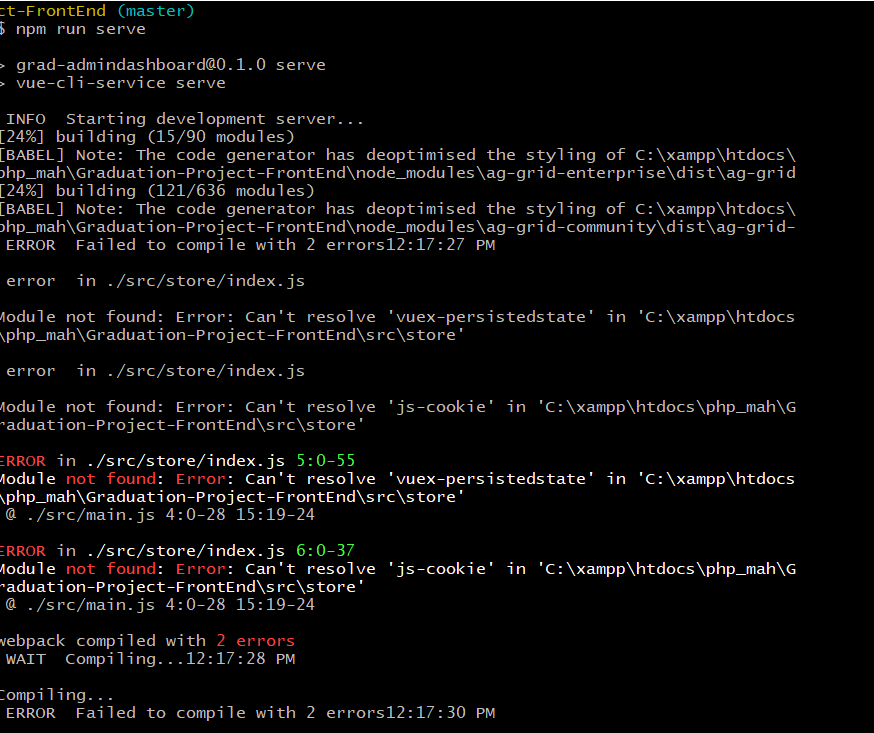 ct-FrontEnd (master)
$ npm run serve
> grad-admindashboard@0.1.0 serve
> vue-cli-service serve
INFO  Starting development server...
[24%] building (15/90 modules)
[BABEL] Note: The code generator has deoptimised the styling of C:\xampp\htdocs\
php_mah\Graduation-Project-FrontEnd\node_modules\ag-grid-enterprise\dist\ag-grid
[24%] building (121/636 modules)
[BABEL] Note: The code generator has deoptimised the styling of C:\xampp\htdocs\
php_mah\Graduation-Project-FrontEnd\node_modules\ag-grid-community\dist\ag-grid-
ERROR  Failed to compile with 2 errors12:17:27 PM
error  in ./src/store/index.js
Module not found: Error: Can't resolve 'vuex-persistedstate' in 'C:\xampp\htdocs
\php_mah\Graduation-Project-FrontEnd\src\store'
error  in ./src/store/index.js
Module not found: Error: Can't resolve 'js-cookie' in 'C:\xampp\htdocs\php_mah\G
raduation-Project-FrontEnd\src\store'
ERROR in ./src/store/index.js 5:0-55
Module not found: Error: Can't resolve 'vuex-persistedstate' in 'C:\xampp\htdocs
\php_mah\Graduation-Project-FrontEnd\src\store'
@ ./src/main.js 4:0-28 15:19-24
ERROR in ./src/store/index.js 6:0-37
Module not found: Error: Can't resolve 'js-cookie' in 'C:\xampp\htdocs\php_mah\G
raduation-Project-FrontEnd\src\store'
@ ./src/main.js 4:0-28 15:19-24
webpack compiled with 2 errors
WAIT  Compiling...12:17:28 PM
Compiling...
ERROR  Failed to compile with 2 errors12:17:30 PM